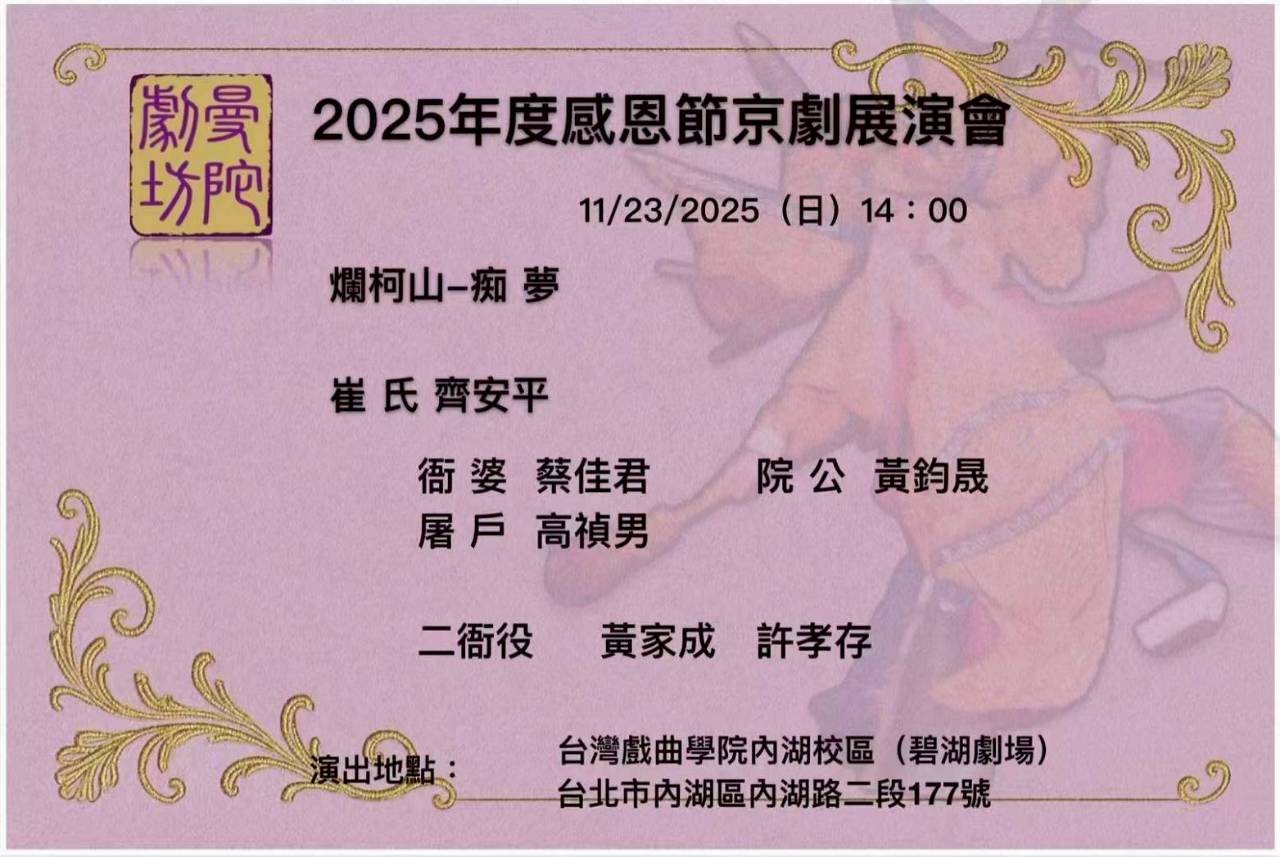 曼陀劇坊
2025年度感恩節京劇展演會
11/23/2025（日）14：00
爛柯山–痴 夢
崔 氏 齊安平
衙 婆 蔡佳君 院 公 黃鈞晟
屠 戶 高禎男
二衙役 黃家成 許孝存
演出地點：
台灣戲曲學院內湖校區（碧湖劇場）
台北市內湖區內湖路二段177號